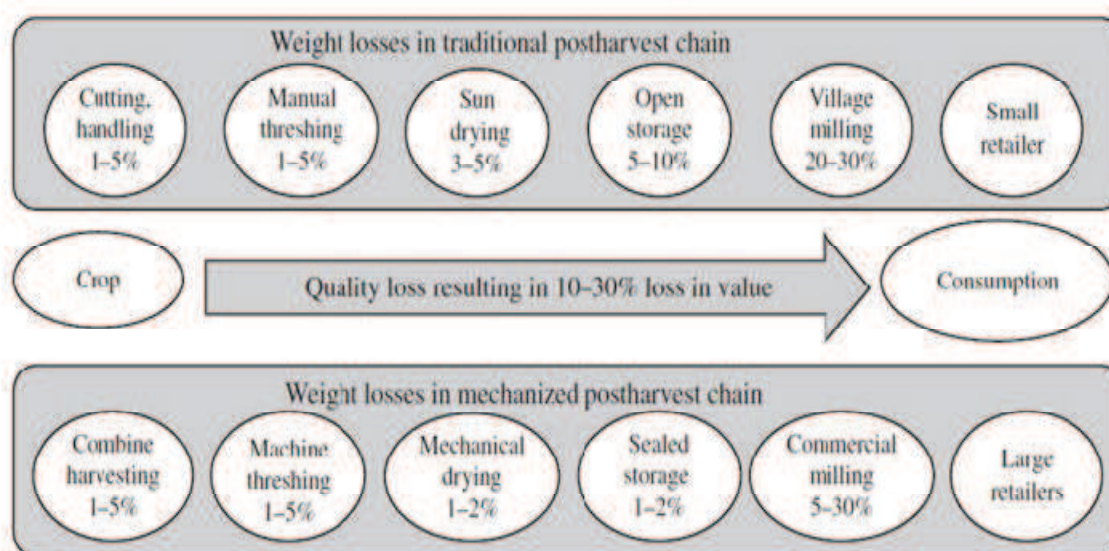 Weight losses in traditional postharvest chain
Cutting,
handling
1–5%
Manual
threshing
1–5%
Sun
drying
3–5%
Open
storage
5–10%
Village
milling
20–30%
Small
retailer
Crop
Quality loss resulting in 10–30% loss in value
Consumption
Weight losses in mechanized postharvest chain
Combine
harvesting
1–5%
Machine
threshing
1–5%
Mechanical
drying
1–2%
Sealed
storage
1–2%
Commercial
milling
5–30%
Large
retailers